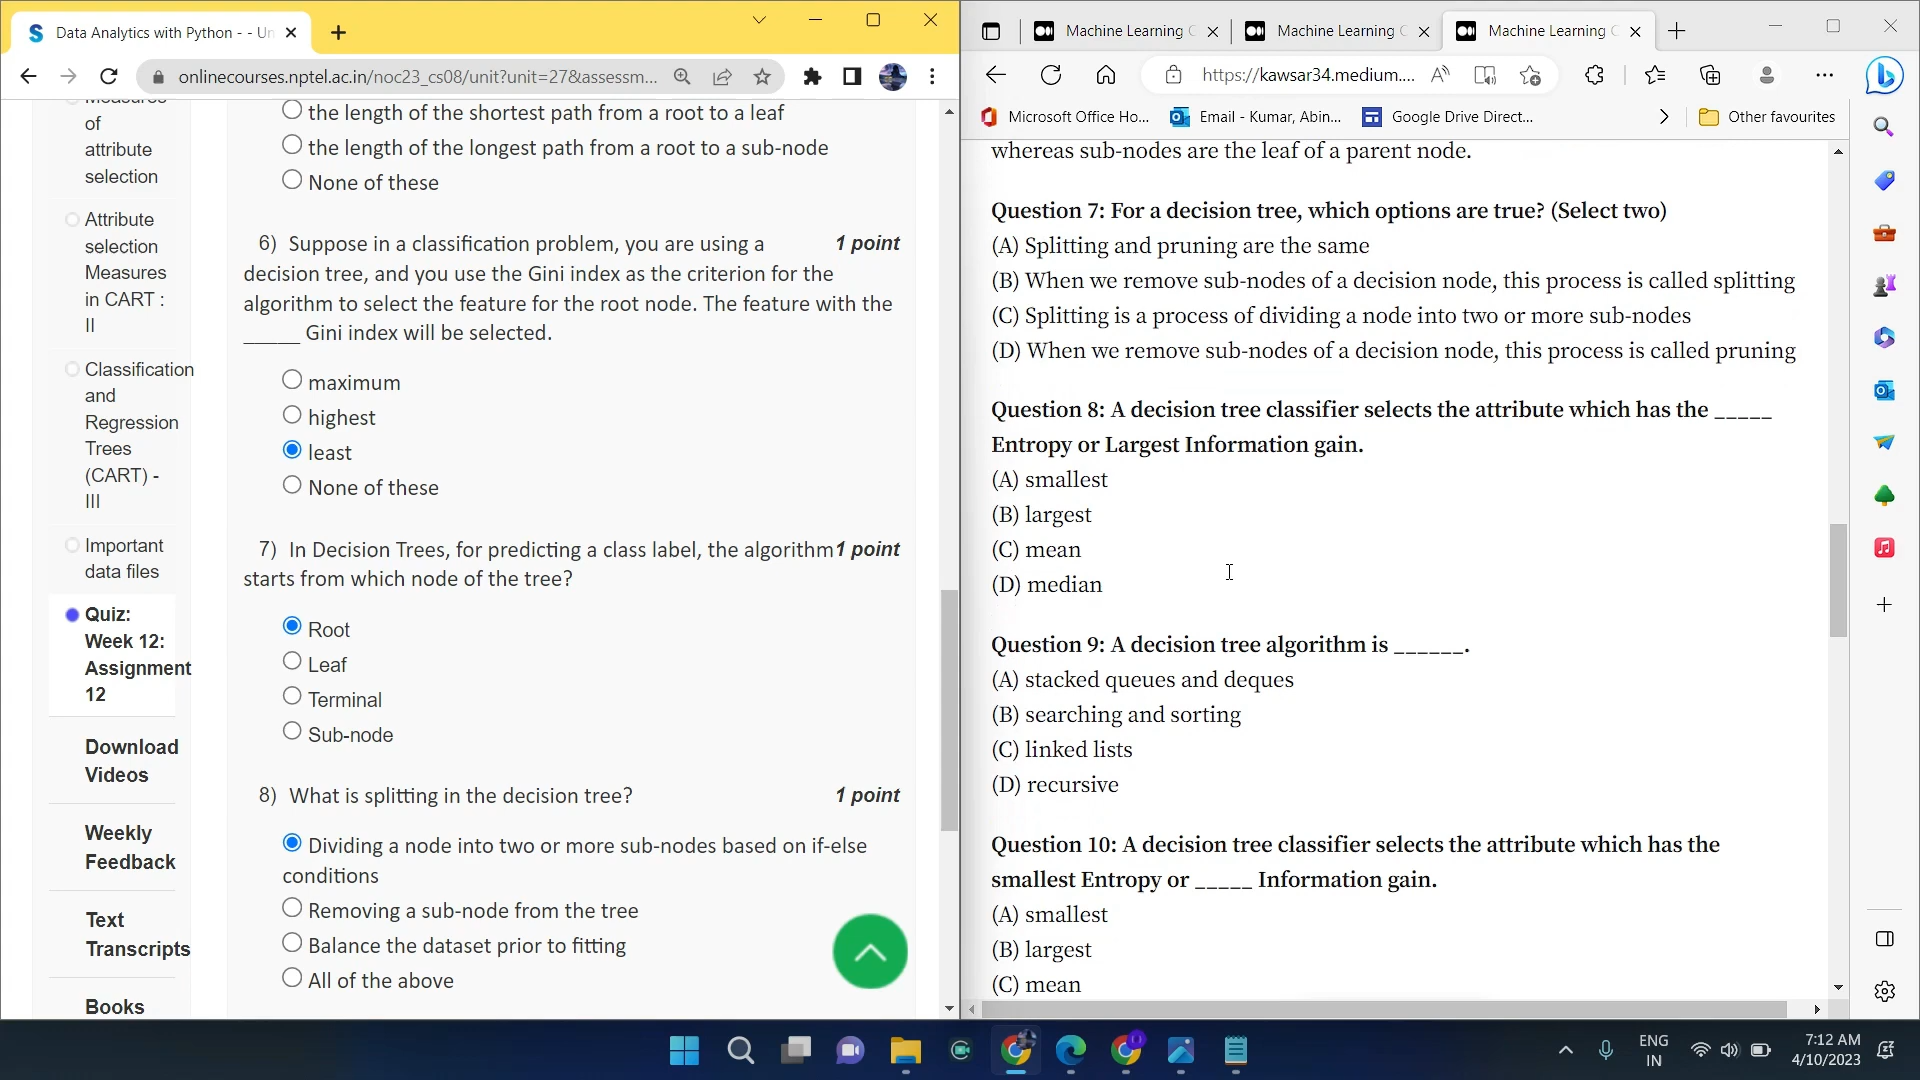 Data Analytics with Python - - Un
Machine Learning C
Machine Learning C
Machine Learning C
onlinecourses.nptel.ac.in/noc23_cs08/unit?unit=27&assessm...
https://kawsar34.medium....
Microsoft Office Ho...
Email - Kumar, Abin...
Google Drive Direct...
Other favourites
Measures
of
attribute
selection
Attribute
selection
Measures
in CART :
II
Classification
and
Regression
Trees
(CART) -
III
Important
data files
Quiz:
Week 12:
Assignment
12
Download
Videos
Weekly
Feedback
Text
Transcripts
Books
the length of the shortest path from a root to a leaf
the length of the longest path from a root to a sub-node
None of these
6) Suppose in a classification problem, you are using a 1 point
decision tree, and you use the Gini index as the criterion for the
algorithm to select the feature for the root node. The feature with the
_____ Gini index will be selected.
maximum
highest
least
None of these
7) In Decision Trees, for predicting a class label, the algorithm 1 point
starts from which node of the tree?
Root
Leaf
Terminal
Sub-node
8) What is splitting in the decision tree? 1 point
Dividing a node into two or more sub-nodes based on if-else
conditions
Removing a sub-node from the tree
Balance the dataset prior to fitting
All of the above
whereas sub-nodes are the leaf of a parent node.
Question 7: For a decision tree, which options are true? (Select two)
(A) Splitting and pruning are the same
(B) When we remove sub-nodes of a decision node, this process is called splitting
(C) Splitting is a process of dividing a node into two or more sub-nodes
(D) When we remove sub-nodes of a decision node, this process is called pruning
Question 8: A decision tree classifier selects the attribute which has the _____
Entropy or Largest Information gain.
(A) smallest
(B) largest
(C) mean
(D) median
Question 9: A decision tree algorithm is ______.
(A) stacked queues and deques
(B) searching and sorting
(C) linked lists
(D) recursive
Question 10: A decision tree classifier selects the attribute which has the
smallest Entropy or _____ Information gain.
(A) smallest
(B) largest
(C) mean
ENG
IN
7:12 AM
4/10/2023